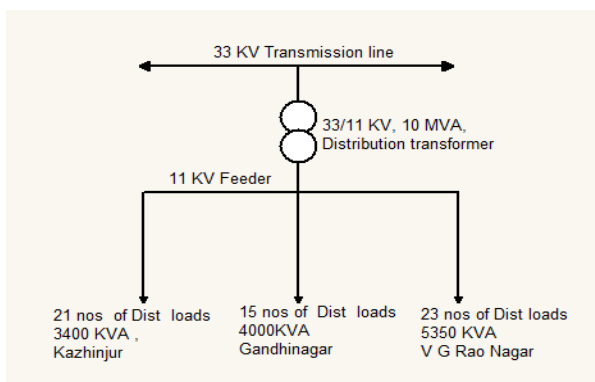 33 KV Transmission line
33/11 KV, 10 MVA,
Distribution transformer
11 KV Feeder
21 nos of Dist loads
3400 KVA ,
Kazhinjur
15 nos of Dist loads
4000KVA
Gandhinagar
23 nos of Dist loads
5350 KVA
V G Rao Nagar